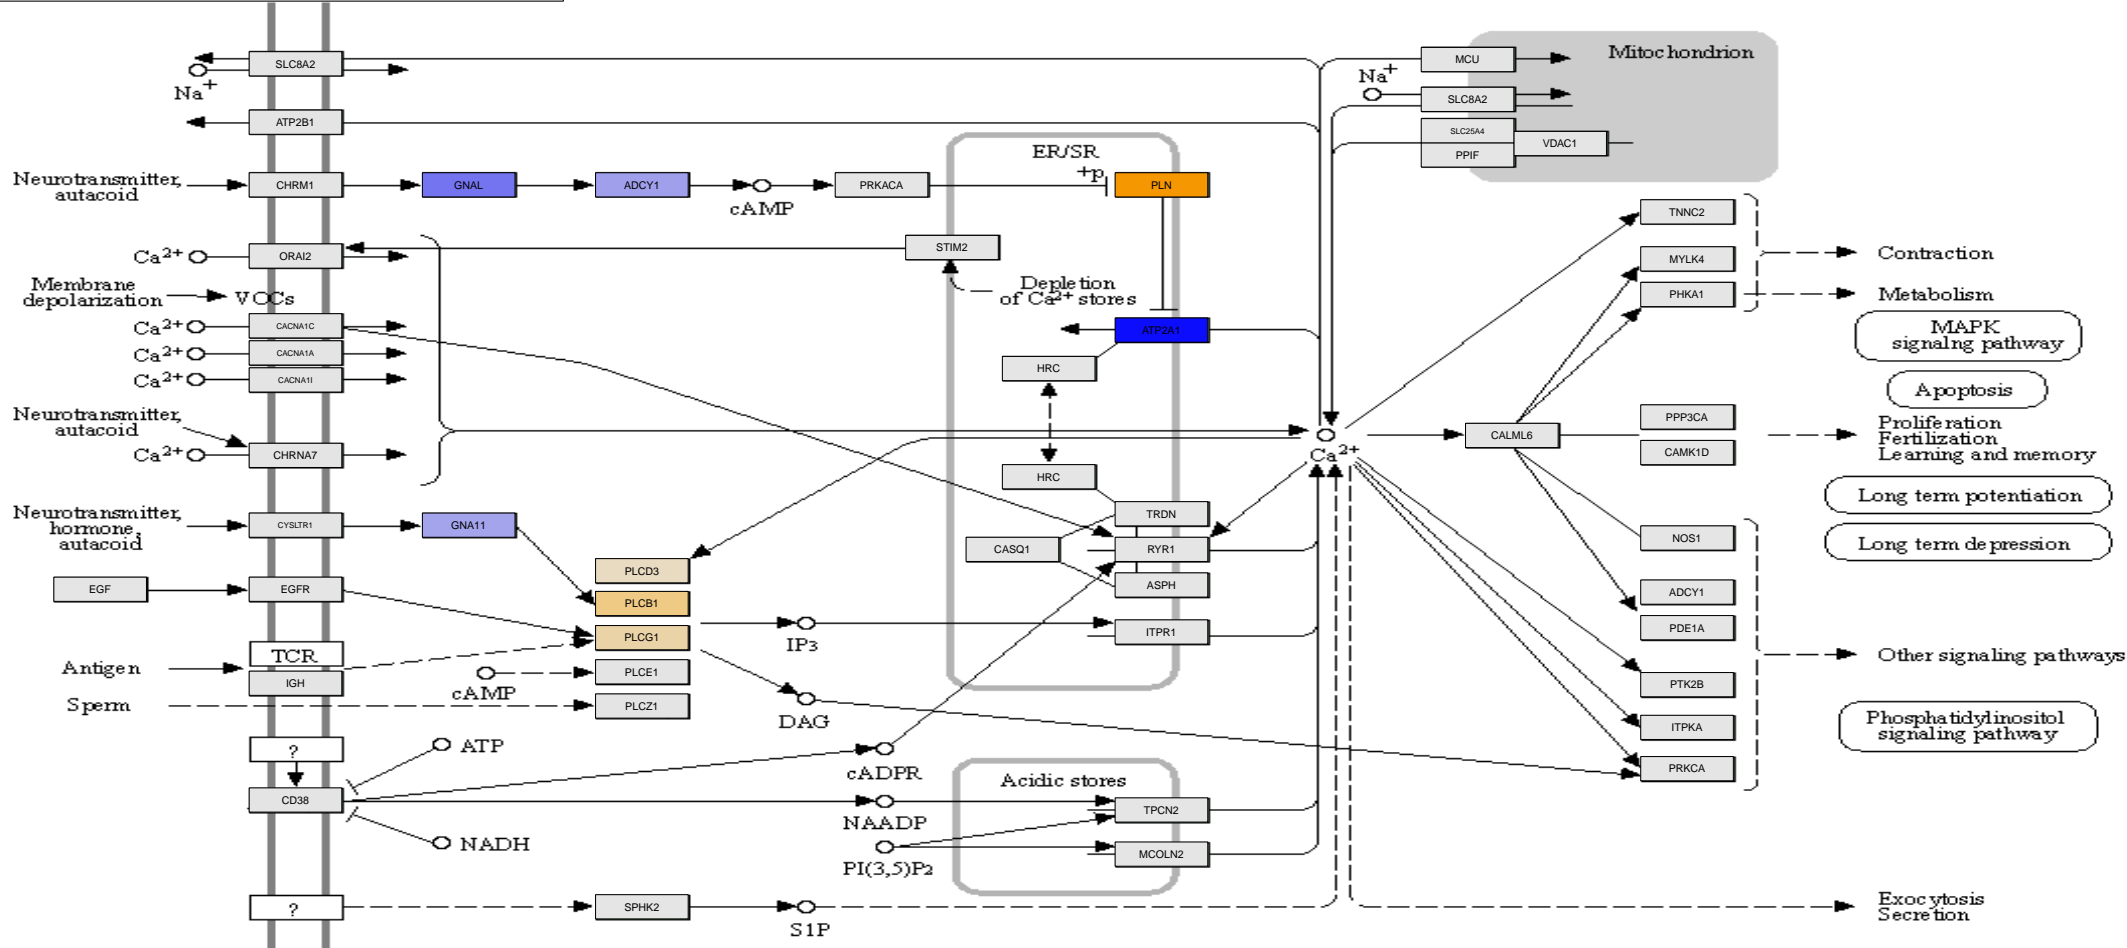 SLC8A2
Na+
ATP2B1
MCU
Mitochondrion
Na+
SLC8A2
SLC25A4
PPIF
VDAC1
ER/SR
+p
Neurotransmitter,
autacoid
CHRM1
GNAL
ADCY1
cAMP
PRKACA
PLN
TNNC2
Ca2+
ORAI2
STIM2
MYLK4
Contraction
Membrane
depolarization
VOCs
Depletion
of Ca2+ stores
PHKA1
Metabolism
Ca2+
CACNA1C
ATP2A1
MAPK
signalng pathway
Ca2+
CACNA1A
HRC
Ca2+
CACNA1I
Apoptosis
Neurotransmitter,
autacoid
PPP3CA
Proliferation
Fertilization
Learning and memory
Ca2+
CHRNA7
Ca2+
CALML6
CAMK1D
HRC
Long term potentiation
Neurotransmitter,
hormone,
autacoid
CYSLTR1
GNA11
TRDN
CASQ1
RYR1
NOS1
Long term depression
PLCD3
ASPH
EGF
EGFR
PLCB1
ADCY1
PLCG1
IP3
ITPR1
PDE1A
TCR
Antigen
IGH
cAMP
PLCE1
Other signaling pathways
PTK2B
Sperm
PLCZ1
DAG
ITPKA
Phosphatidylinositol
signaling pathway
?
ATP
cADPR
PRKCA
Acidic stores
CD38
NAADP
TPCN2
NADH
PI(3,5)P2
MCOLN2
?
SPHK2
S1P
Exocytosis
Secretion